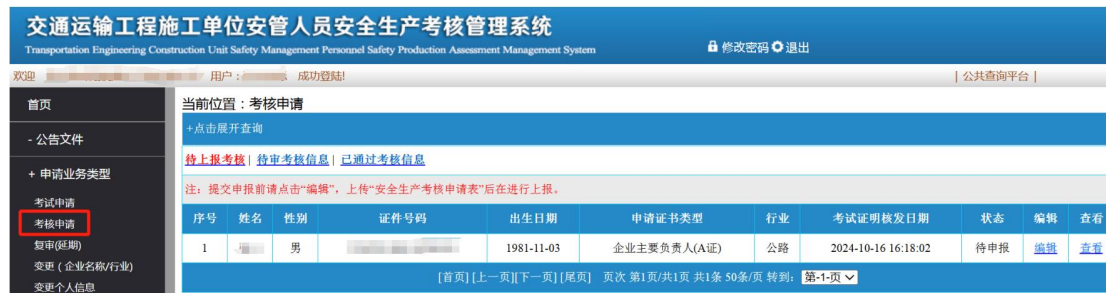 交通运输工程施工单位安管人员安全生产考核管理系统
Transportation Engineering Construction Unit Safety Management Personnel Safety Production Assessment Management System
修改密码 退出
欢迎 用户： 成功登陆! | 公共查询平台 |
首页
- 公告文件
+ 申请业务类型
考试申请
考核申请
复审(延期)
变更（企业名称/行业）
变更个人信息
当前位置：考核申请
+点击展开查询
待上报考核| 待审考核信息| 已通过考核信息
注：提交申报前请点击“编辑”，上传“安全生产考核申请表”后在进行上报。
序号 姓名 性别 证件号码 出生日期 申请证书类型 行业 考试证明核发日期 状态 编辑 查看
1 男 1981-11-03 企业主要负责人(A证) 公路 2024-10-16 16:18:02 待申报 编辑 查看
[首页] [上一页][下一页] [尾页] 页次 第1页/共1页 共1条 50条/页 转到： 第-1-页